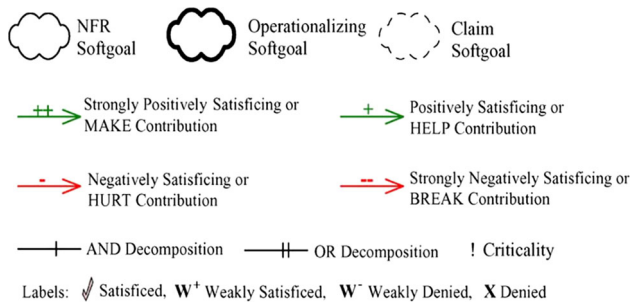 NFR Softgoal
Operationalizing Softgoal
Claim Softgoal
++ Strongly Positively Satisficing or
MAKE Contribution
+ Positively Satisficing or
HELP Contribution
- Negatively Satisficing or
HURT Contribution
-- Strongly Negatively Satisficing or
BREAK Contribution
AND Decomposition OR Decomposition ! Criticality
Labels: √ Satisficed, W+ Weakly Satisficed, W- Weakly Denied, X Denied